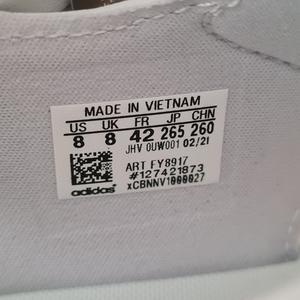 MADE IN VIETNAM
US UK FR JP CHN
8 8 42 265 260
JHV 0UW001 02/21
ART FY8917
#127421873
xCBNNV1000027
adidas